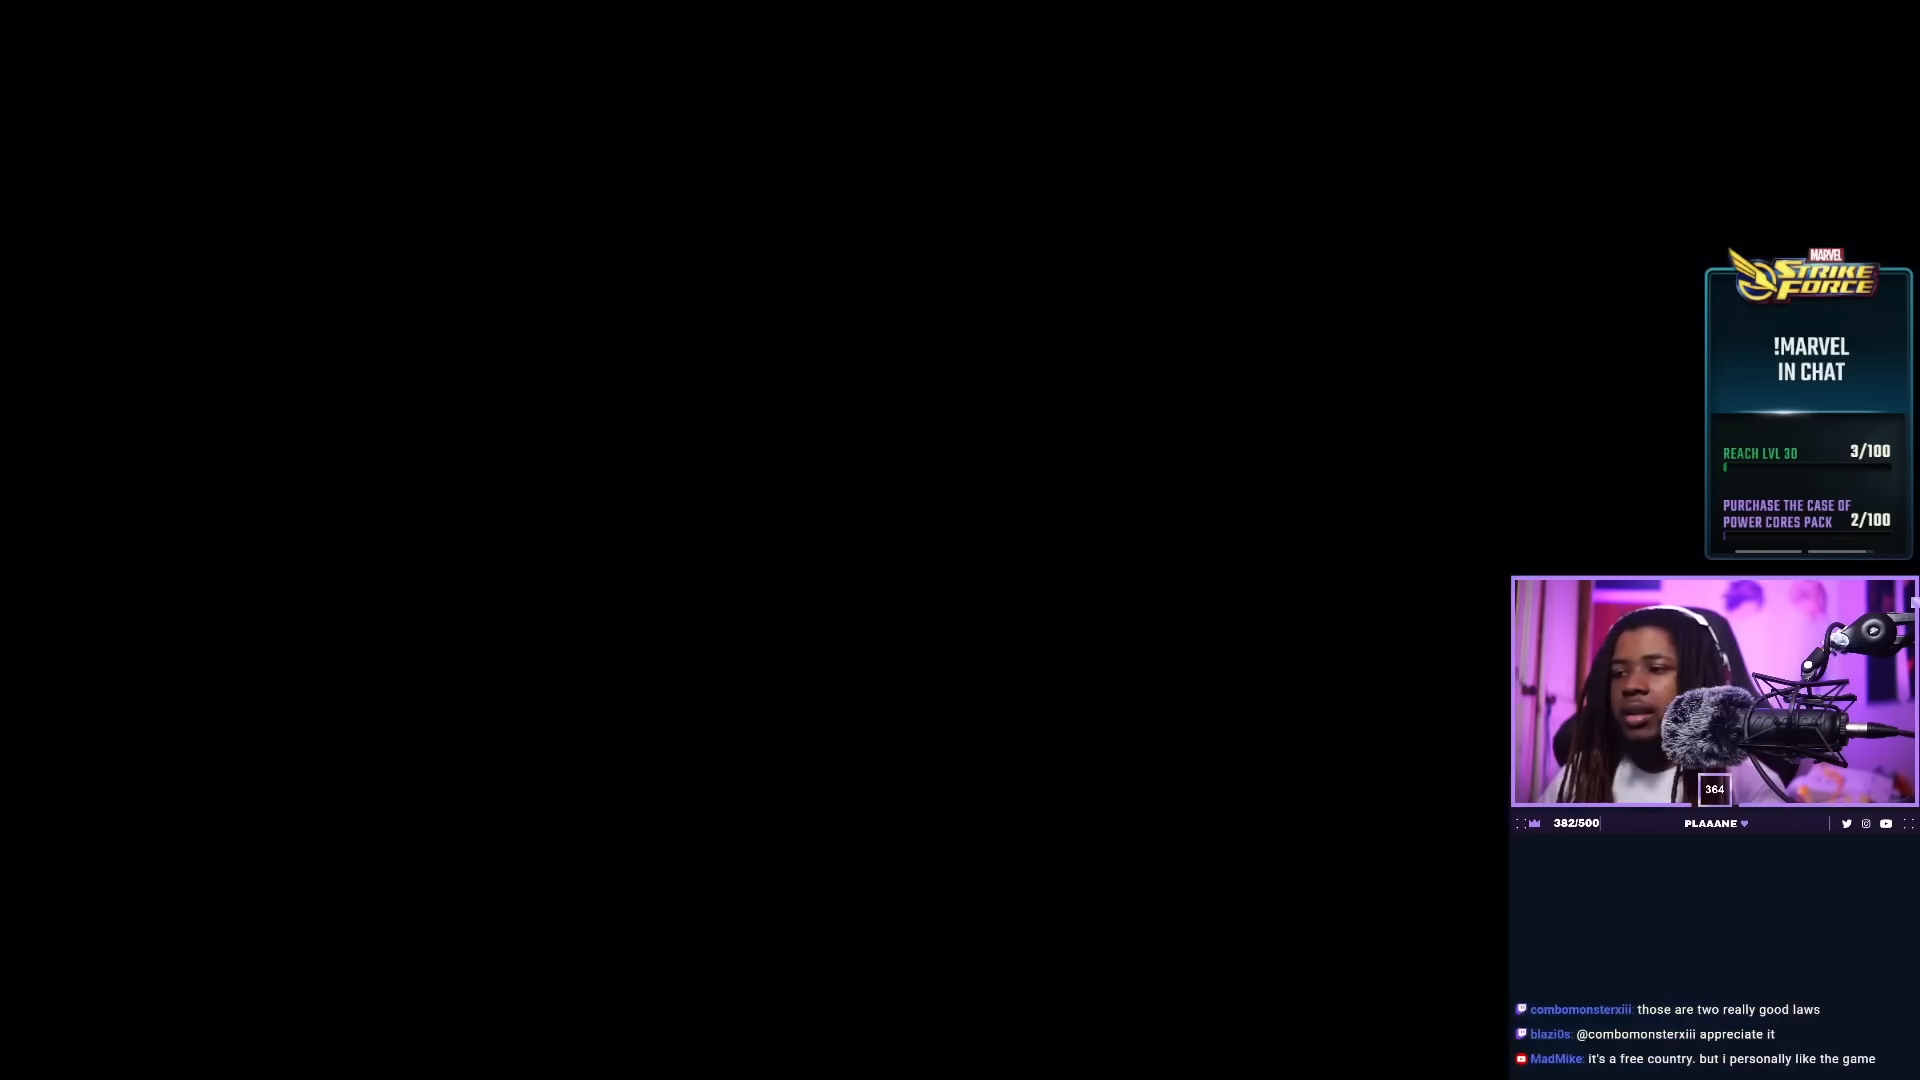 MARVEL
STRIKE
FORCE
!MARVEL
IN CHAT
REACH LVL 30 3/100
PURCHASE THE CASE OF
POWER CORES PACK 2/100
364
382/500 PLAAANE
combomonsterxiii: those are two really good laws
blazi0s: @combomonsterxiii appreciate it
MadMike: it's a free country. but i personally like the game